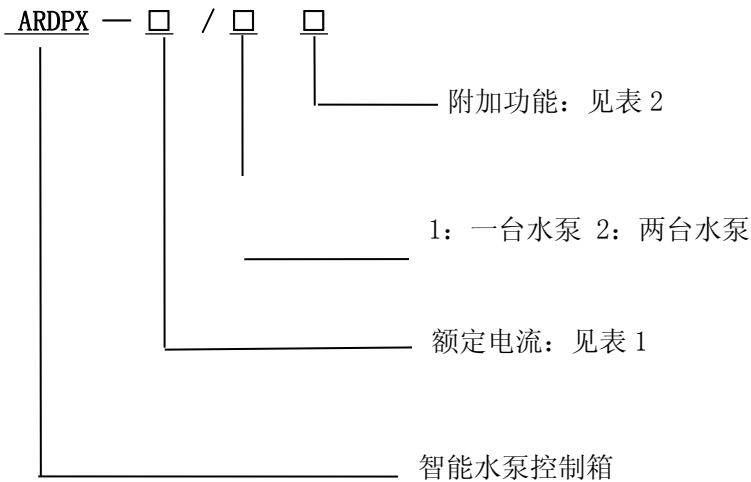 ARDPX — □ / □ □
附加功能：见表 2
1：一台水泵 2：两台水泵
额定电流：见表 1
智能水泵控制箱